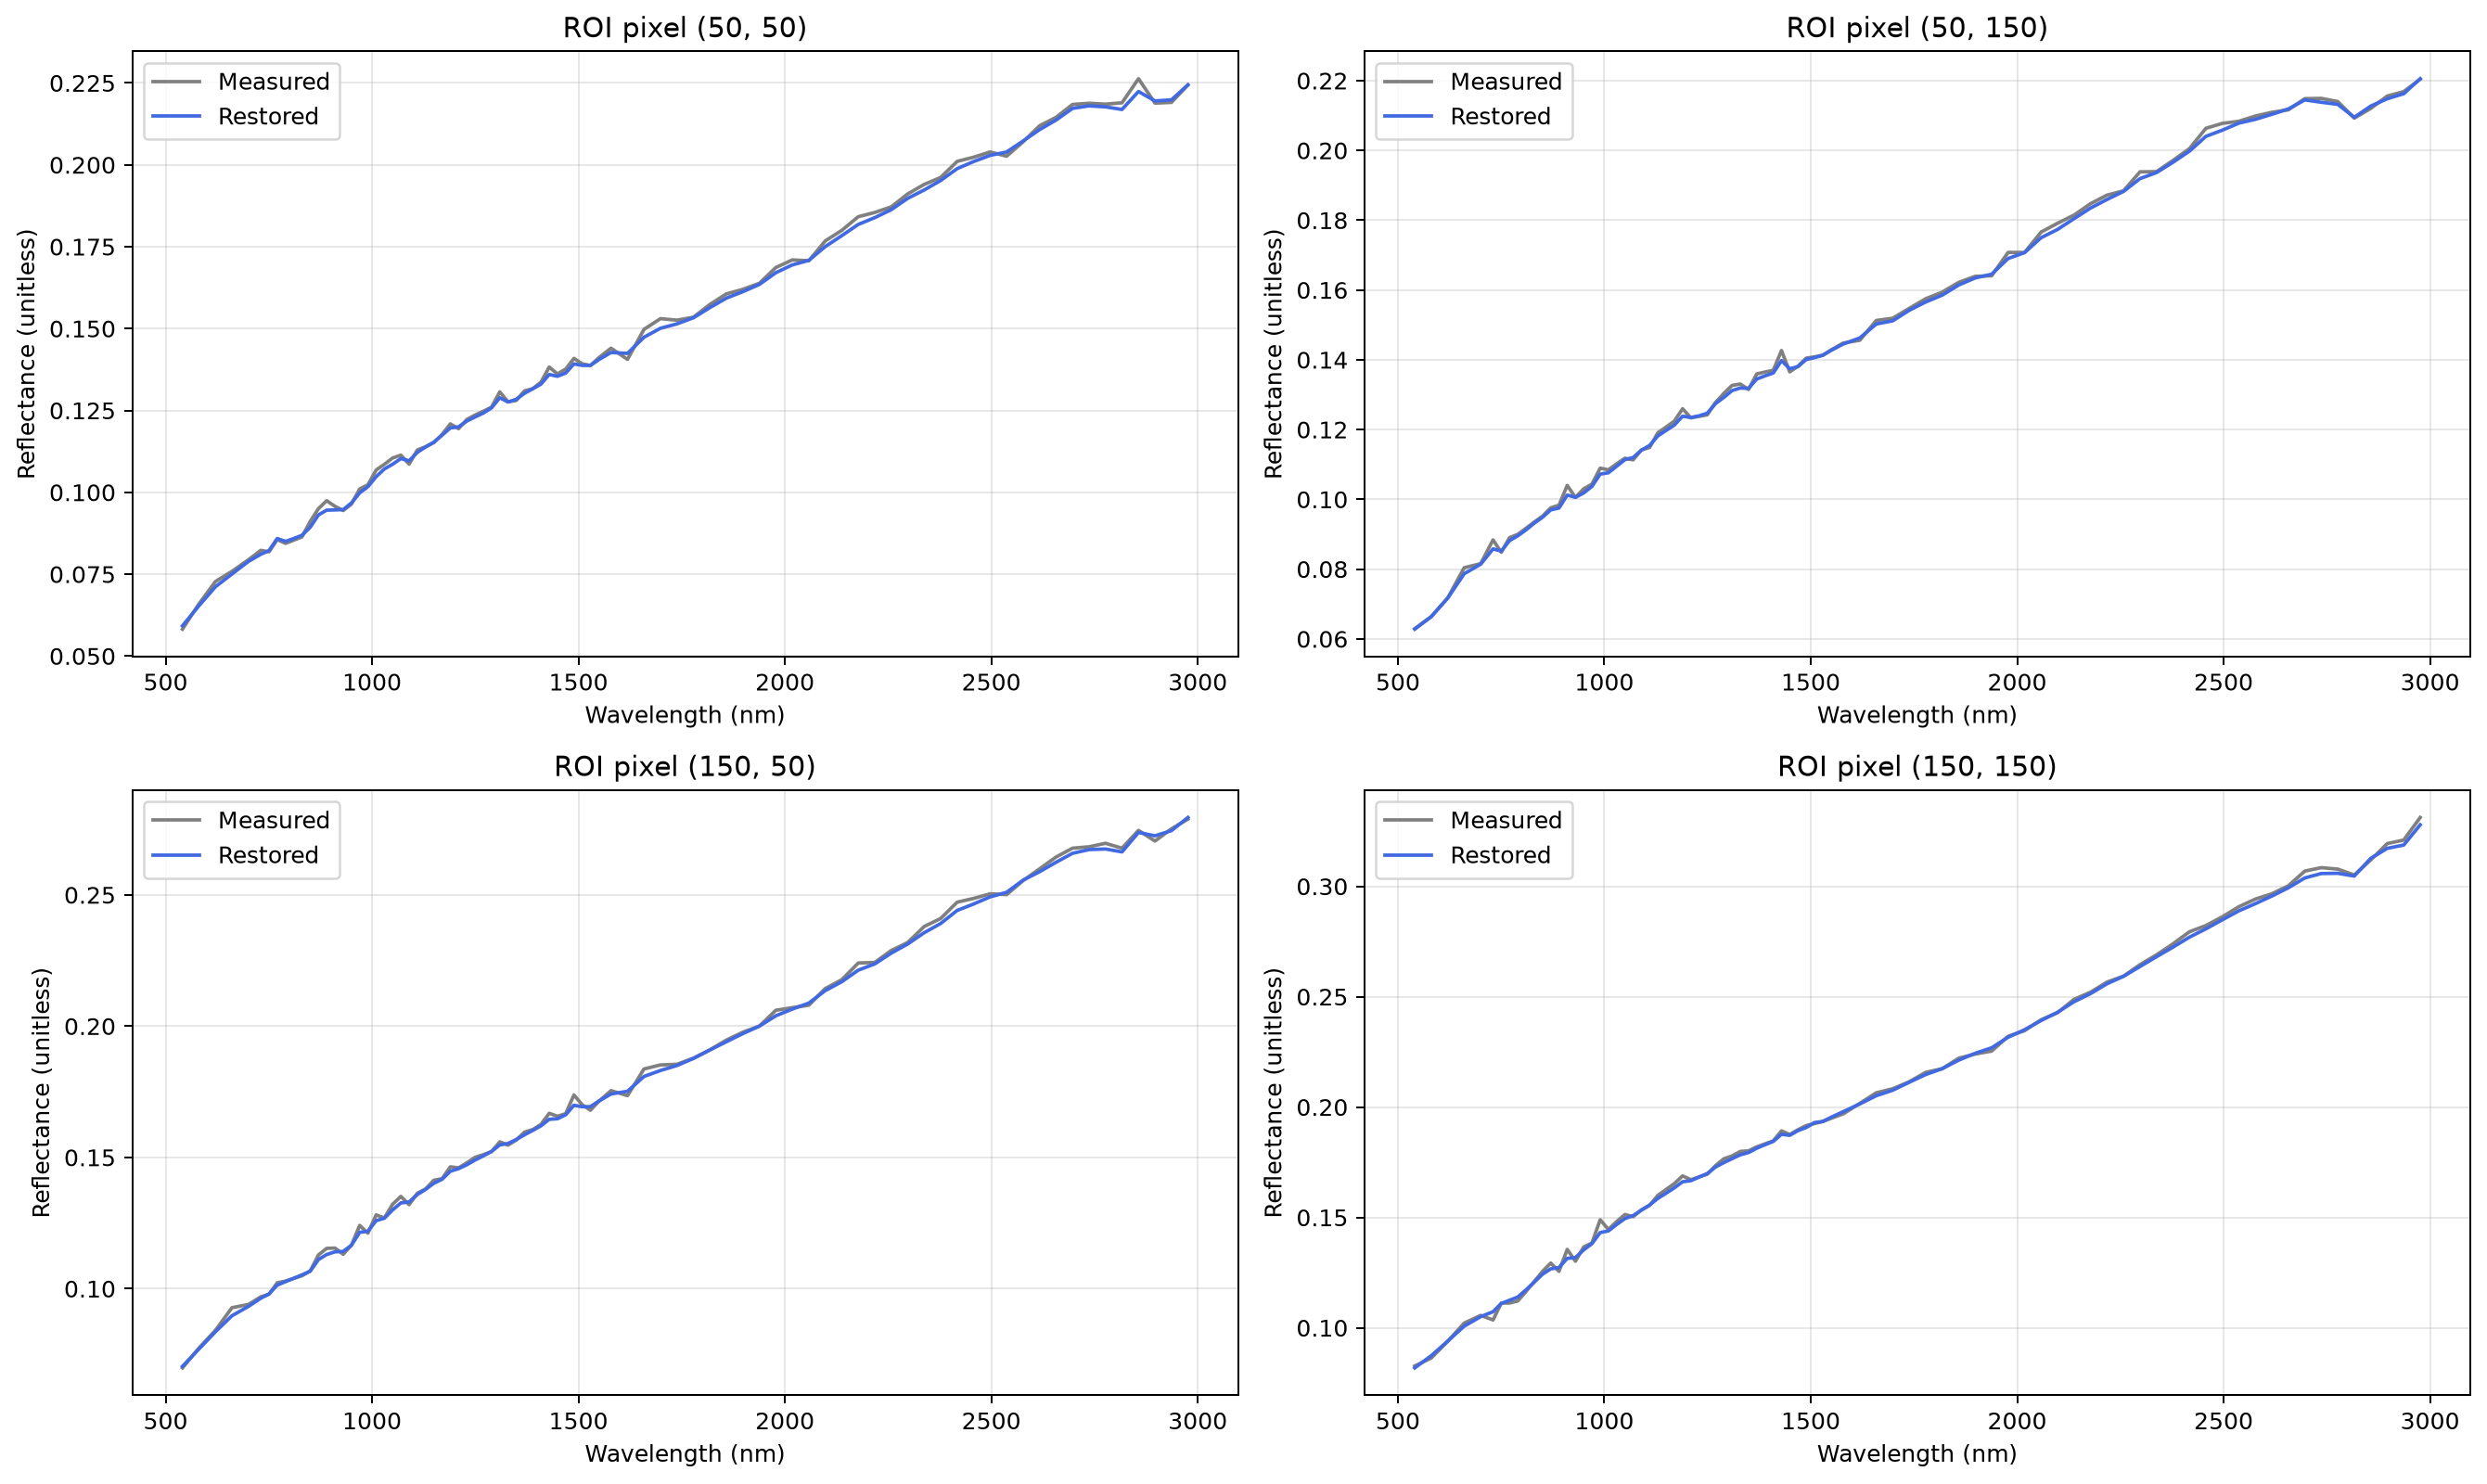 ROI pixel (50, 50)
Measured
Restored
0.225
0.200
0.175
0.150
0.125
0.100
0.075
0.050
Reflectance (unitless)
500 1000 1500 2000 2500 3000
Wavelength (nm)
ROI pixel (50, 150)
Measured
Restored
0.22
0.20
0.18
0.16
0.14
0.12
0.10
0.08
0.06
Reflectance (unitless)
500 1000 1500 2000 2500 3000
Wavelength (nm)
ROI pixel (150, 50)
Measured
Restored
0.25
0.20
0.15
0.10
Reflectance (unitless)
500 1000 1500 2000 2500 3000
Wavelength (nm)
ROI pixel (150, 150)
Measured
Restored
0.30
0.25
0.20
0.15
0.10
Reflectance (unitless)
500 1000 1500 2000 2500 3000
Wavelength (nm)